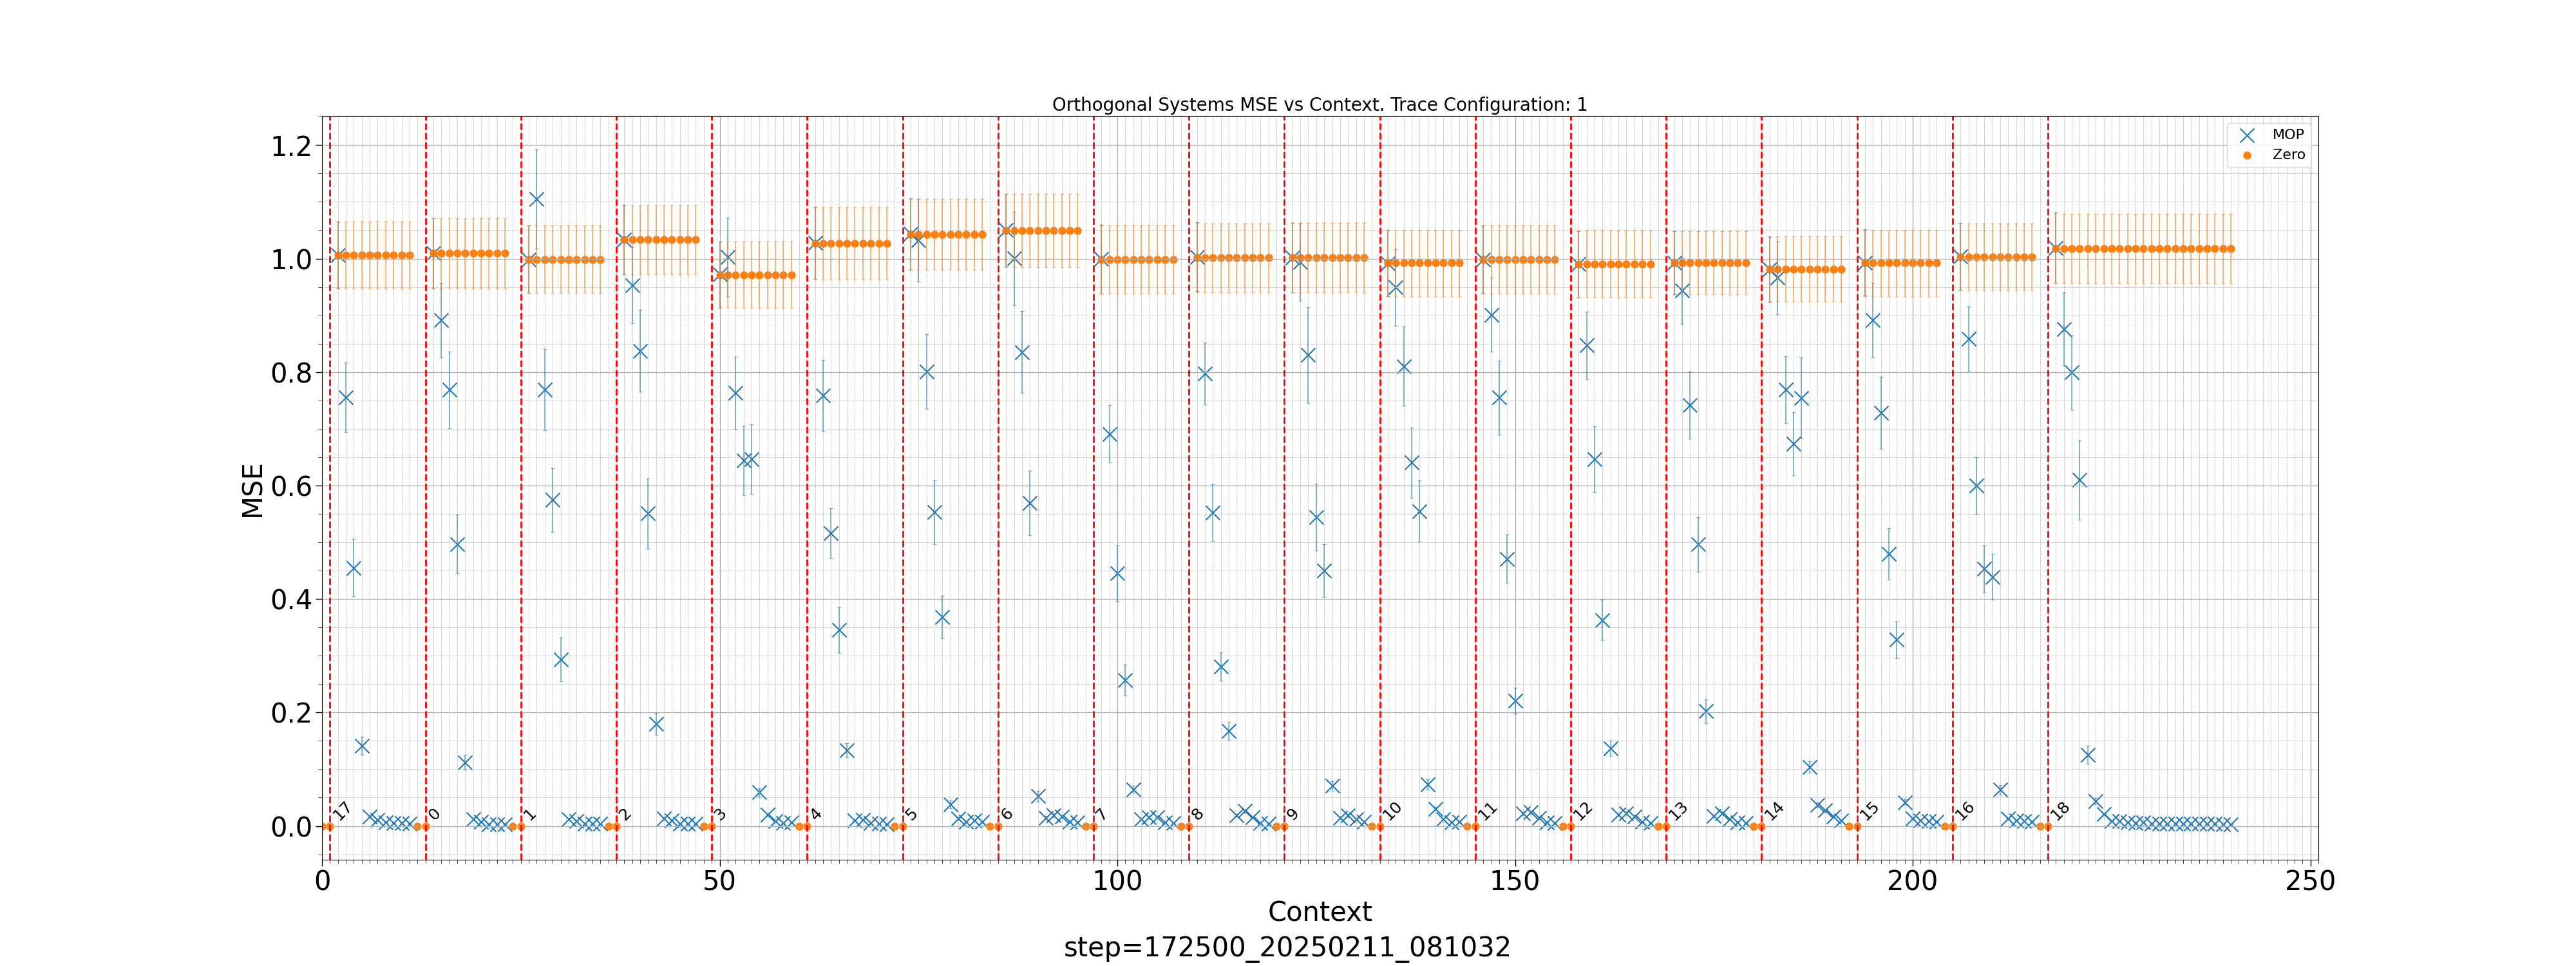 Orthogonal Systems MSE vs Context. Trace Configuration: 1
MOP
Zero
1.2
1.0
0.8
0.6
0.4
0.2
0.0
MSE
17 0 1 2 3 4 5 6 7 8 9 10 11 12 13 14 15 16 18
0 50 100 150 200 250
Context
step=172500_20250211_081032